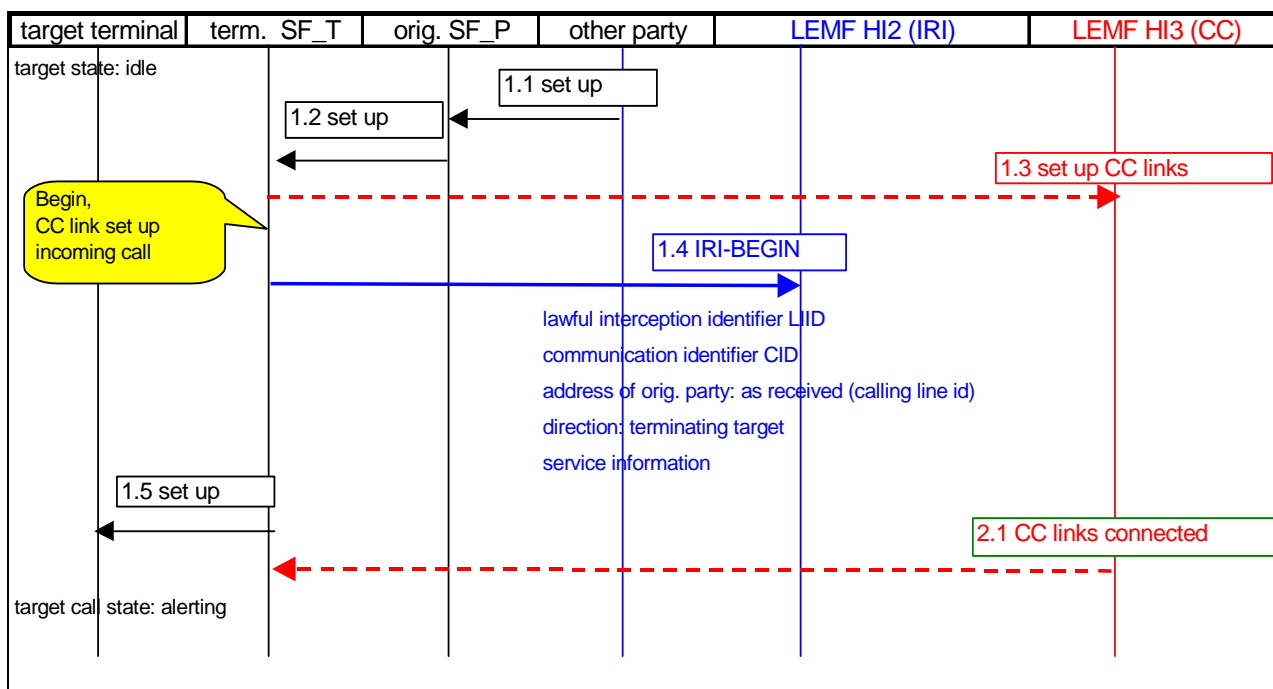 target terminal term. SF_T orig. SF_P other party LEMF HI2 (IRI) LEMF HI3 (CC)
target state: idle
1.1 set up
1.2 set up
1.3 set up CC links
Begin,
CC link set up
incoming call
1.4 IRI-BEGIN
lawful interception identifier LIID
communication identifier CID
address of orig. party: as received (calling line id)
direction: terminating target
service information
1.5 set up
2.1 CC links connected
target call state: alerting